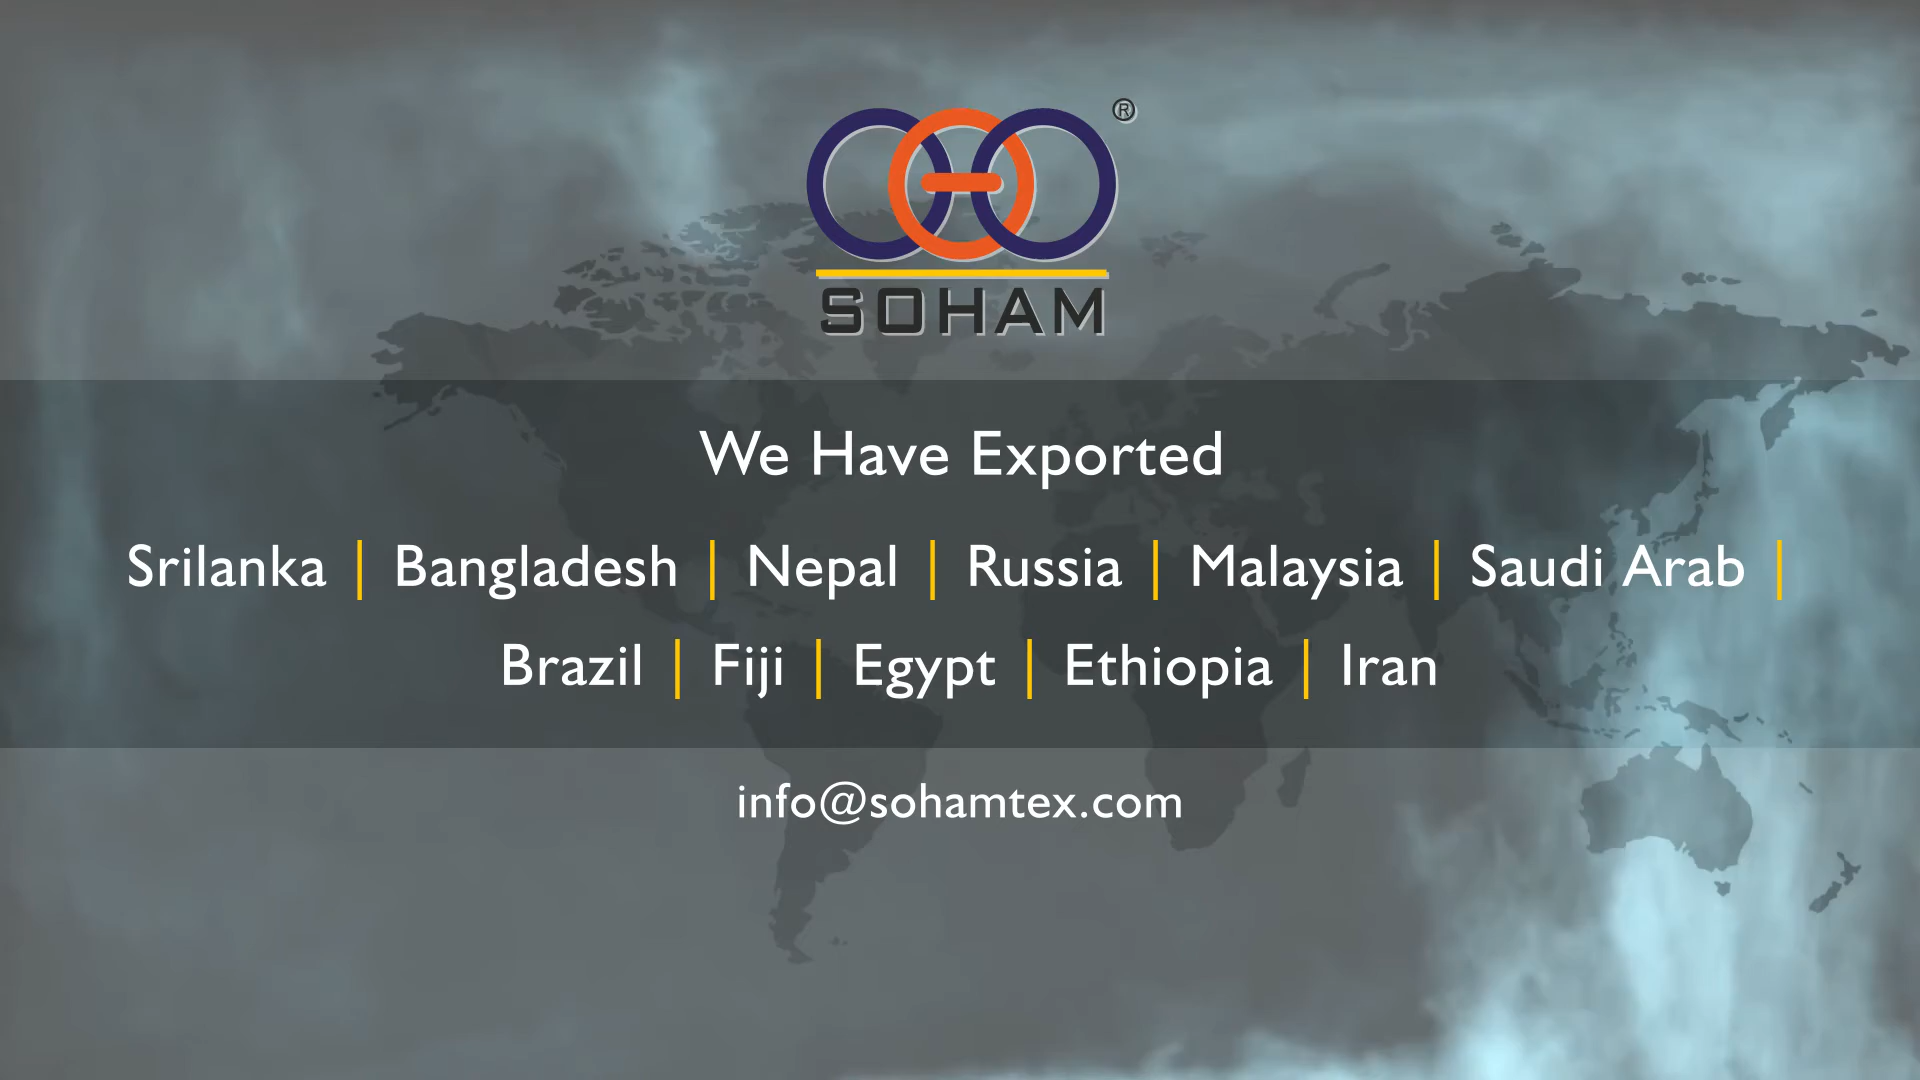 ®
SOHAM
We Have Exported
Srilanka | Bangladesh | Nepal | Russia | Malaysia | Saudi Arab |
Brazil | Fiji | Egypt | Ethiopia | Iran
info@sohamtex.com